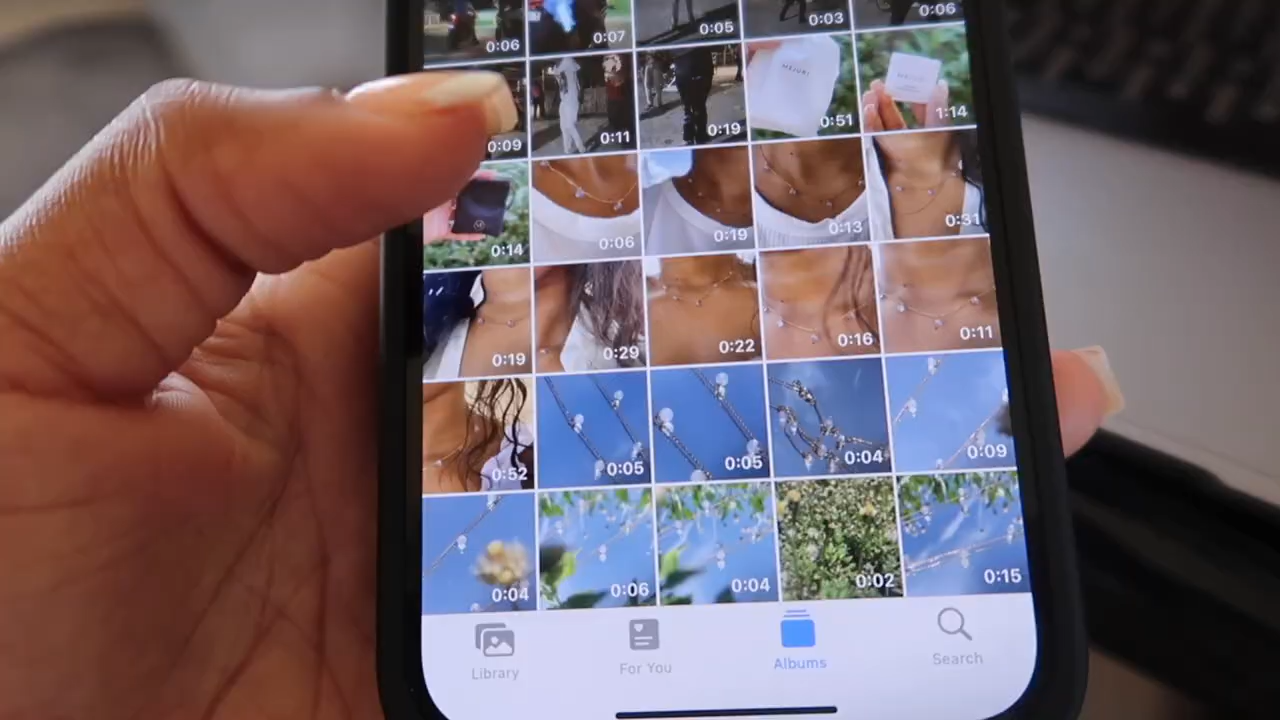 0:06 0:07 0:05 0:03 0:06
0:09 0:11 0:19 MEJURI 0:51 1:14
0:14 0:06 0:19 0:13 0:31
0:19 0:29 0:22 0:16 0:11
0:52 0:05 0:05 0:04 0:09
0:04 0:06 0:04 0:02 0:15
Library For You Albums Search